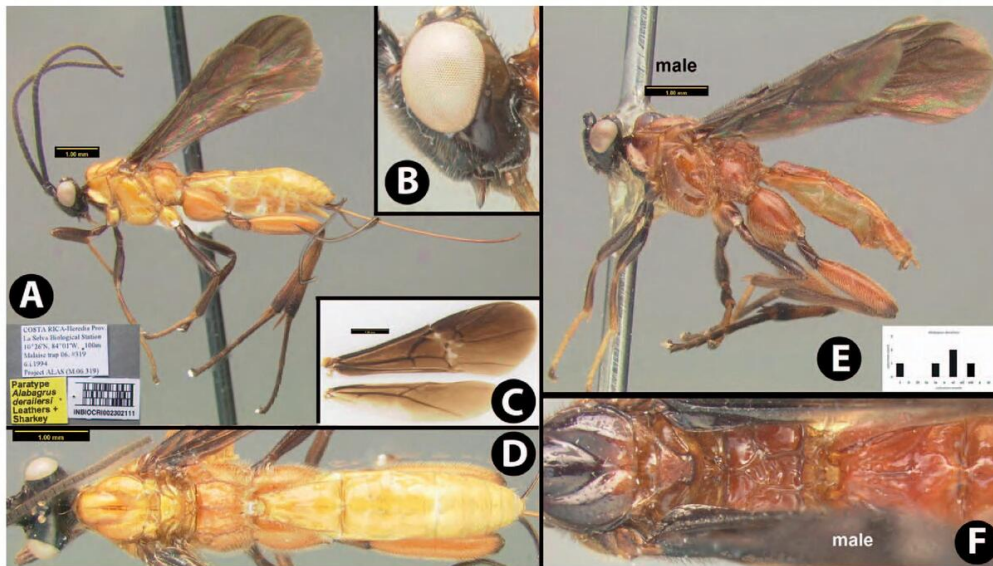 1.00 mm
A
COSTA RICA-Heredia Prov
La Selva Biological Station
10°26'N, 84°01'W, 100m
Malaise trap 06, #319
1994
Project ALAS (M.06.319)
Paratype
Alabagrus
derailersi
Leathers +
Sharkey
INBIOCRI002302111
B
C
1.00 mm
D
male
1.00 mm
E
male
F